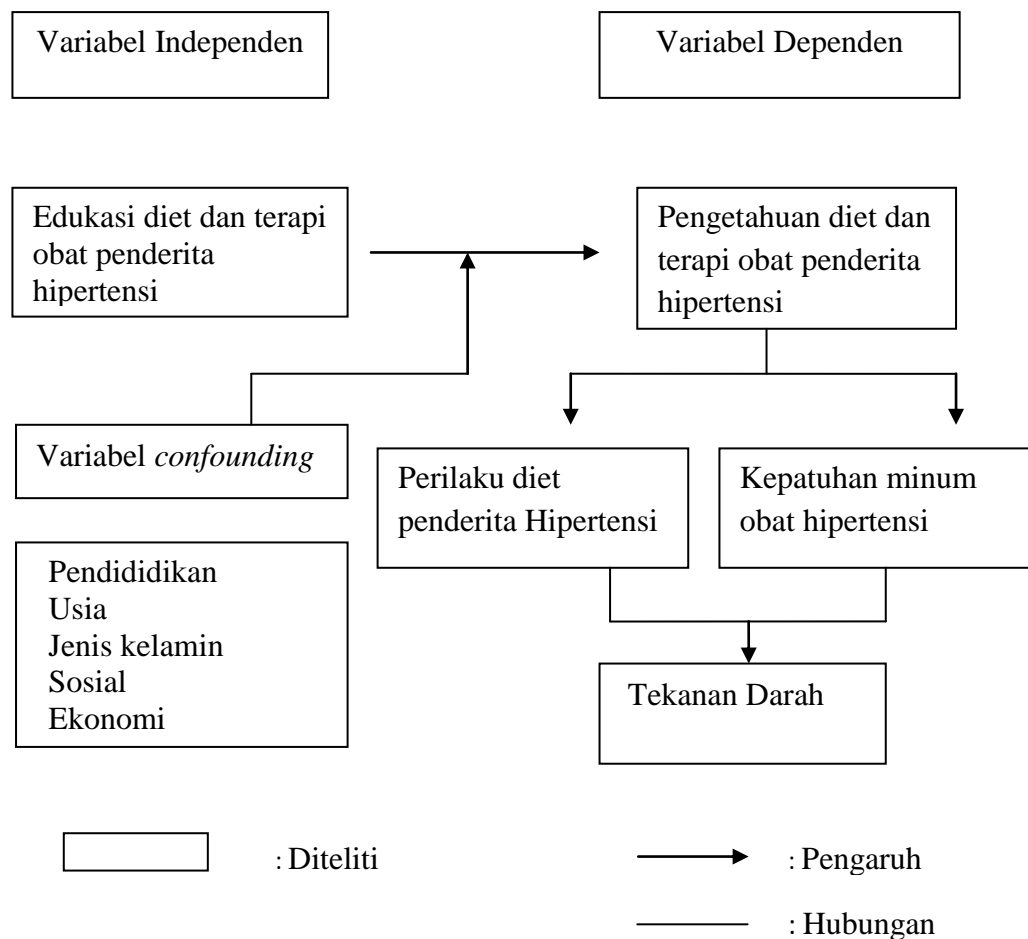 Variabel Independen
Variabel Dependen
Edukasi diet dan terapi
obat penderita
hipertensi
Pengetahuan diet dan
terapi obat penderita
hipertensi
Variabel confounding
Perilaku diet
penderita Hipertensi
Kepatuhan minum
obat hipertensi
Pendididikan
Usia
Jenis kelamin
Sosial
Ekonomi
Tekanan Darah
: Diteliti
: Pengaruh
: Hubungan